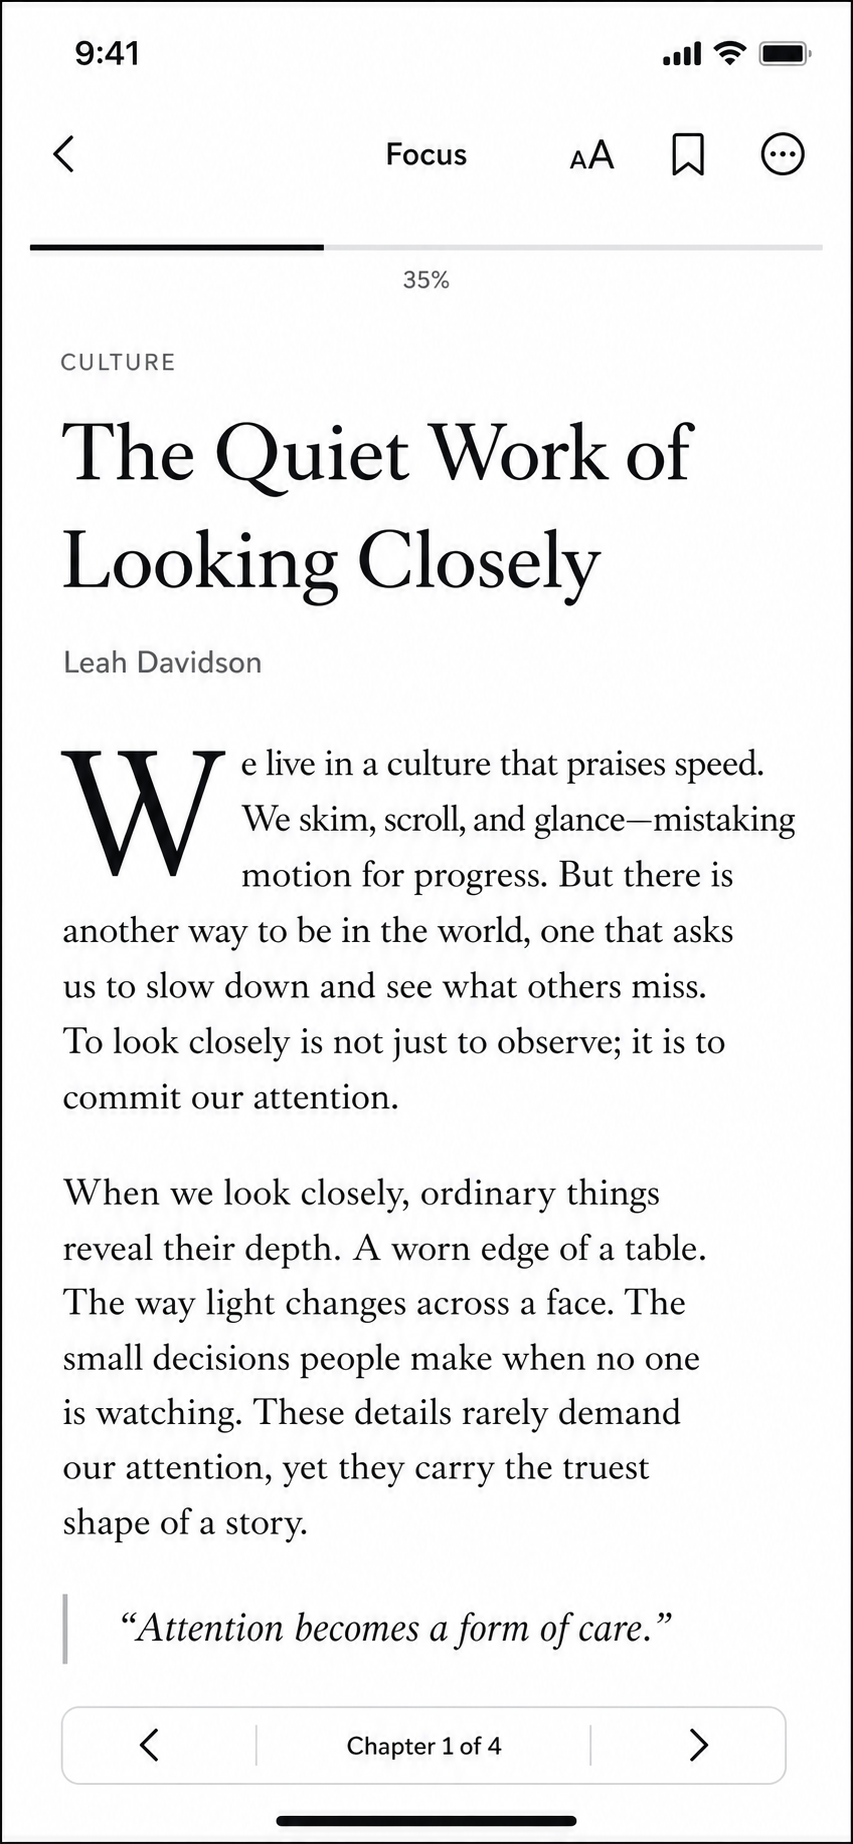 9:41
Focus
AA
35%
CULTURE
The Quiet Work of
Looking Closely
Leah Davidson
We live in a culture that praises speed.
We skim, scroll, and glance—mistaking
motion for progress. But there is
another way to be in the world, one that asks
us to slow down and see what others miss.
To look closely is not just to observe; it is to
commit our attention.
When we look closely, ordinary things
reveal their depth. A worn edge of a table.
The way light changes across a face. The
small decisions people make when no one
is watching. These details rarely demand
our attention, yet they carry the truest
shape of a story.
“Attention becomes a form of care.”
Chapter 1 of 4